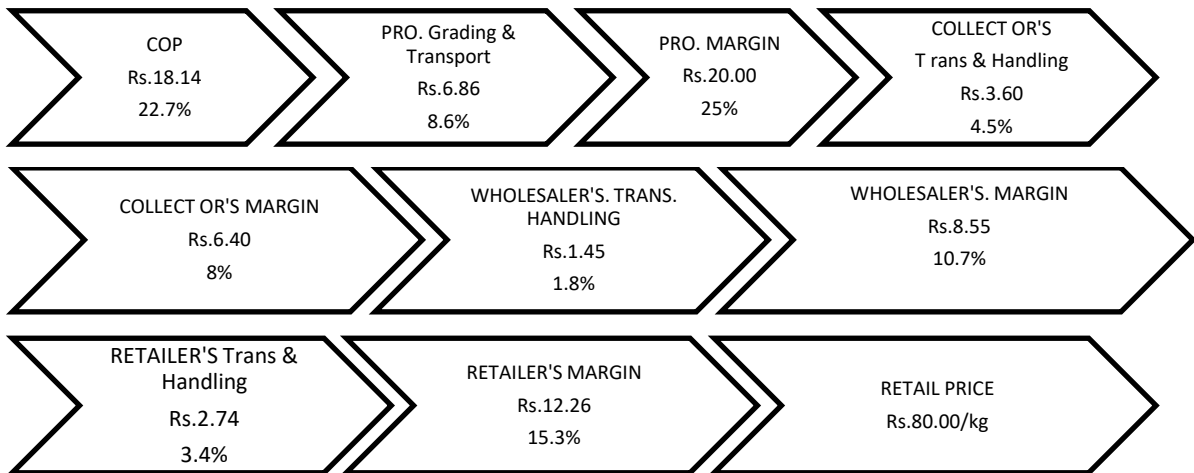 COP
Rs.18.14
22.7%
PRO. Grading &
Transport
Rs.6.86
8.6%
PRO. MARGIN
Rs.20.00
25%
COLLECT OR'S
T rans & Handling
Rs.3.60
4.5%
COLLECT OR'S MARGIN
Rs.6.40
8%
WHOLESALER'S. TRANS.
HANDLING
Rs.1.45
1.8%
WHOLESALER'S. MARGIN
Rs.8.55
10.7%
RETAILER'S Trans &
Handling
Rs.2.74
3.4%
RETAILER'S MARGIN
Rs.12.26
15.3%
RETAIL PRICE
Rs.80.00/kg